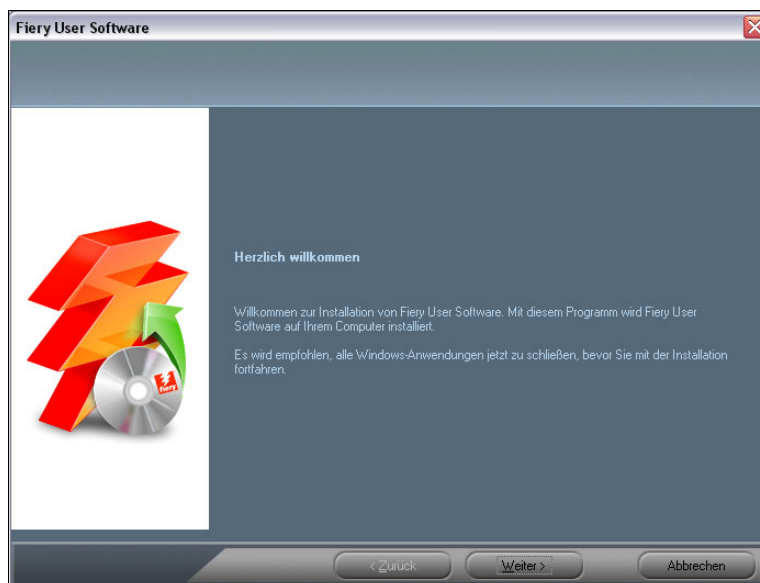 Fiery User Software
Herzlich willkommen
Willkommen zur Installation von Fiery User Software. Mit diesem Programm wird Fiery User
Software auf Ihrem Computer installiert.
Es wird empfohlen, alle Windows-Anwendungen jetzt zu schließen, bevor Sie mit der Installation
fortfahren.
fiery
< Zurück
Weiter >
Abbrechen